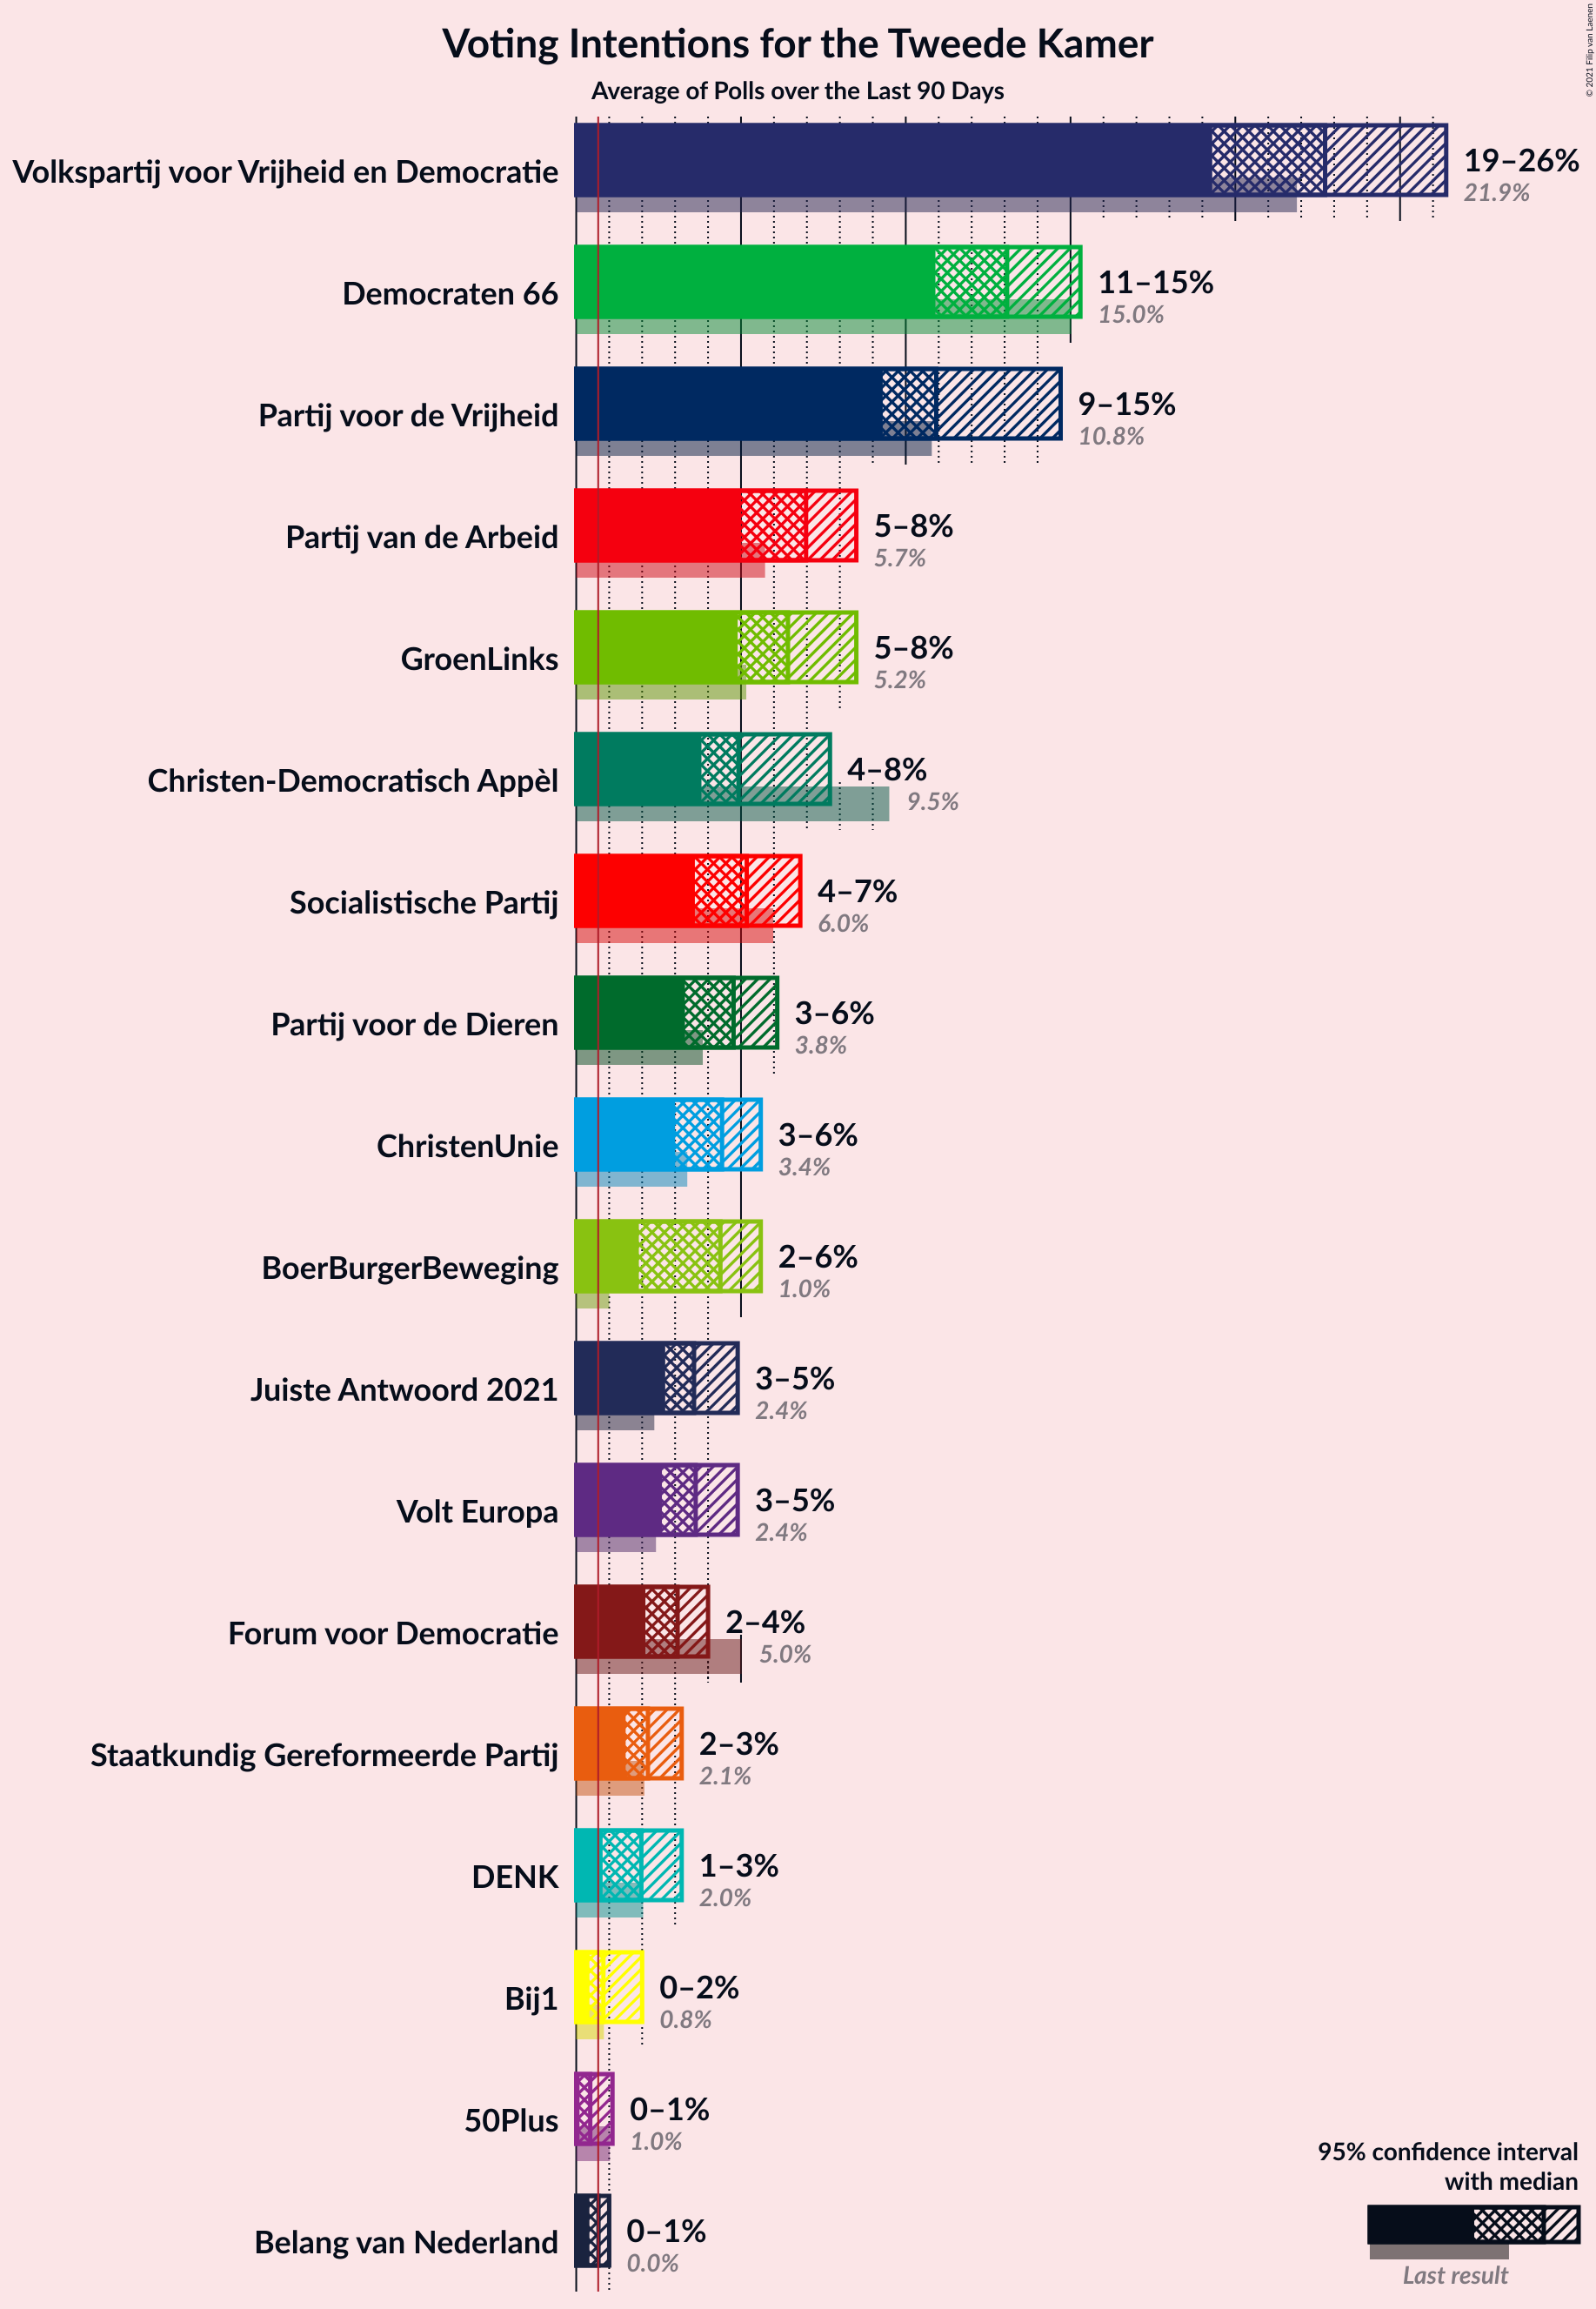 Voting Intentions for the Tweede Kamer
Average of Polls over the Last 90 Days
© 2021 Filip van Laenen
Volkspartij voor Vrijheid en Democratie
19–26%
21.9%
Democraten 66
11–15%
15.0%
Partij voor de Vrijheid
9–15%
10.8%
Partij van de Arbeid
5–8%
5.7%
GroenLinks
5–8%
5.2%
Christen-Democratisch Appèl
4–8%
9.5%
Socialistische Partij
4–7%
6.0%
Partij voor de Dieren
3–6%
3.8%
ChristenUnie
3–6%
3.4%
BoerBurgerBeweging
2–6%
1.0%
Juiste Antwoord 2021
3–5%
2.4%
Volt Europa
3–5%
2.4%
Forum voor Democratie
2–4%
5.0%
Staatkundig Gereformeerde Partij
2–3%
2.1%
DENK
1–3%
2.0%
Bij1
0–2%
0.8%
50Plus
0–1%
1.0%
Belang van Nederland
0–1%
0.0%
95% confidence interval
with median
Last result